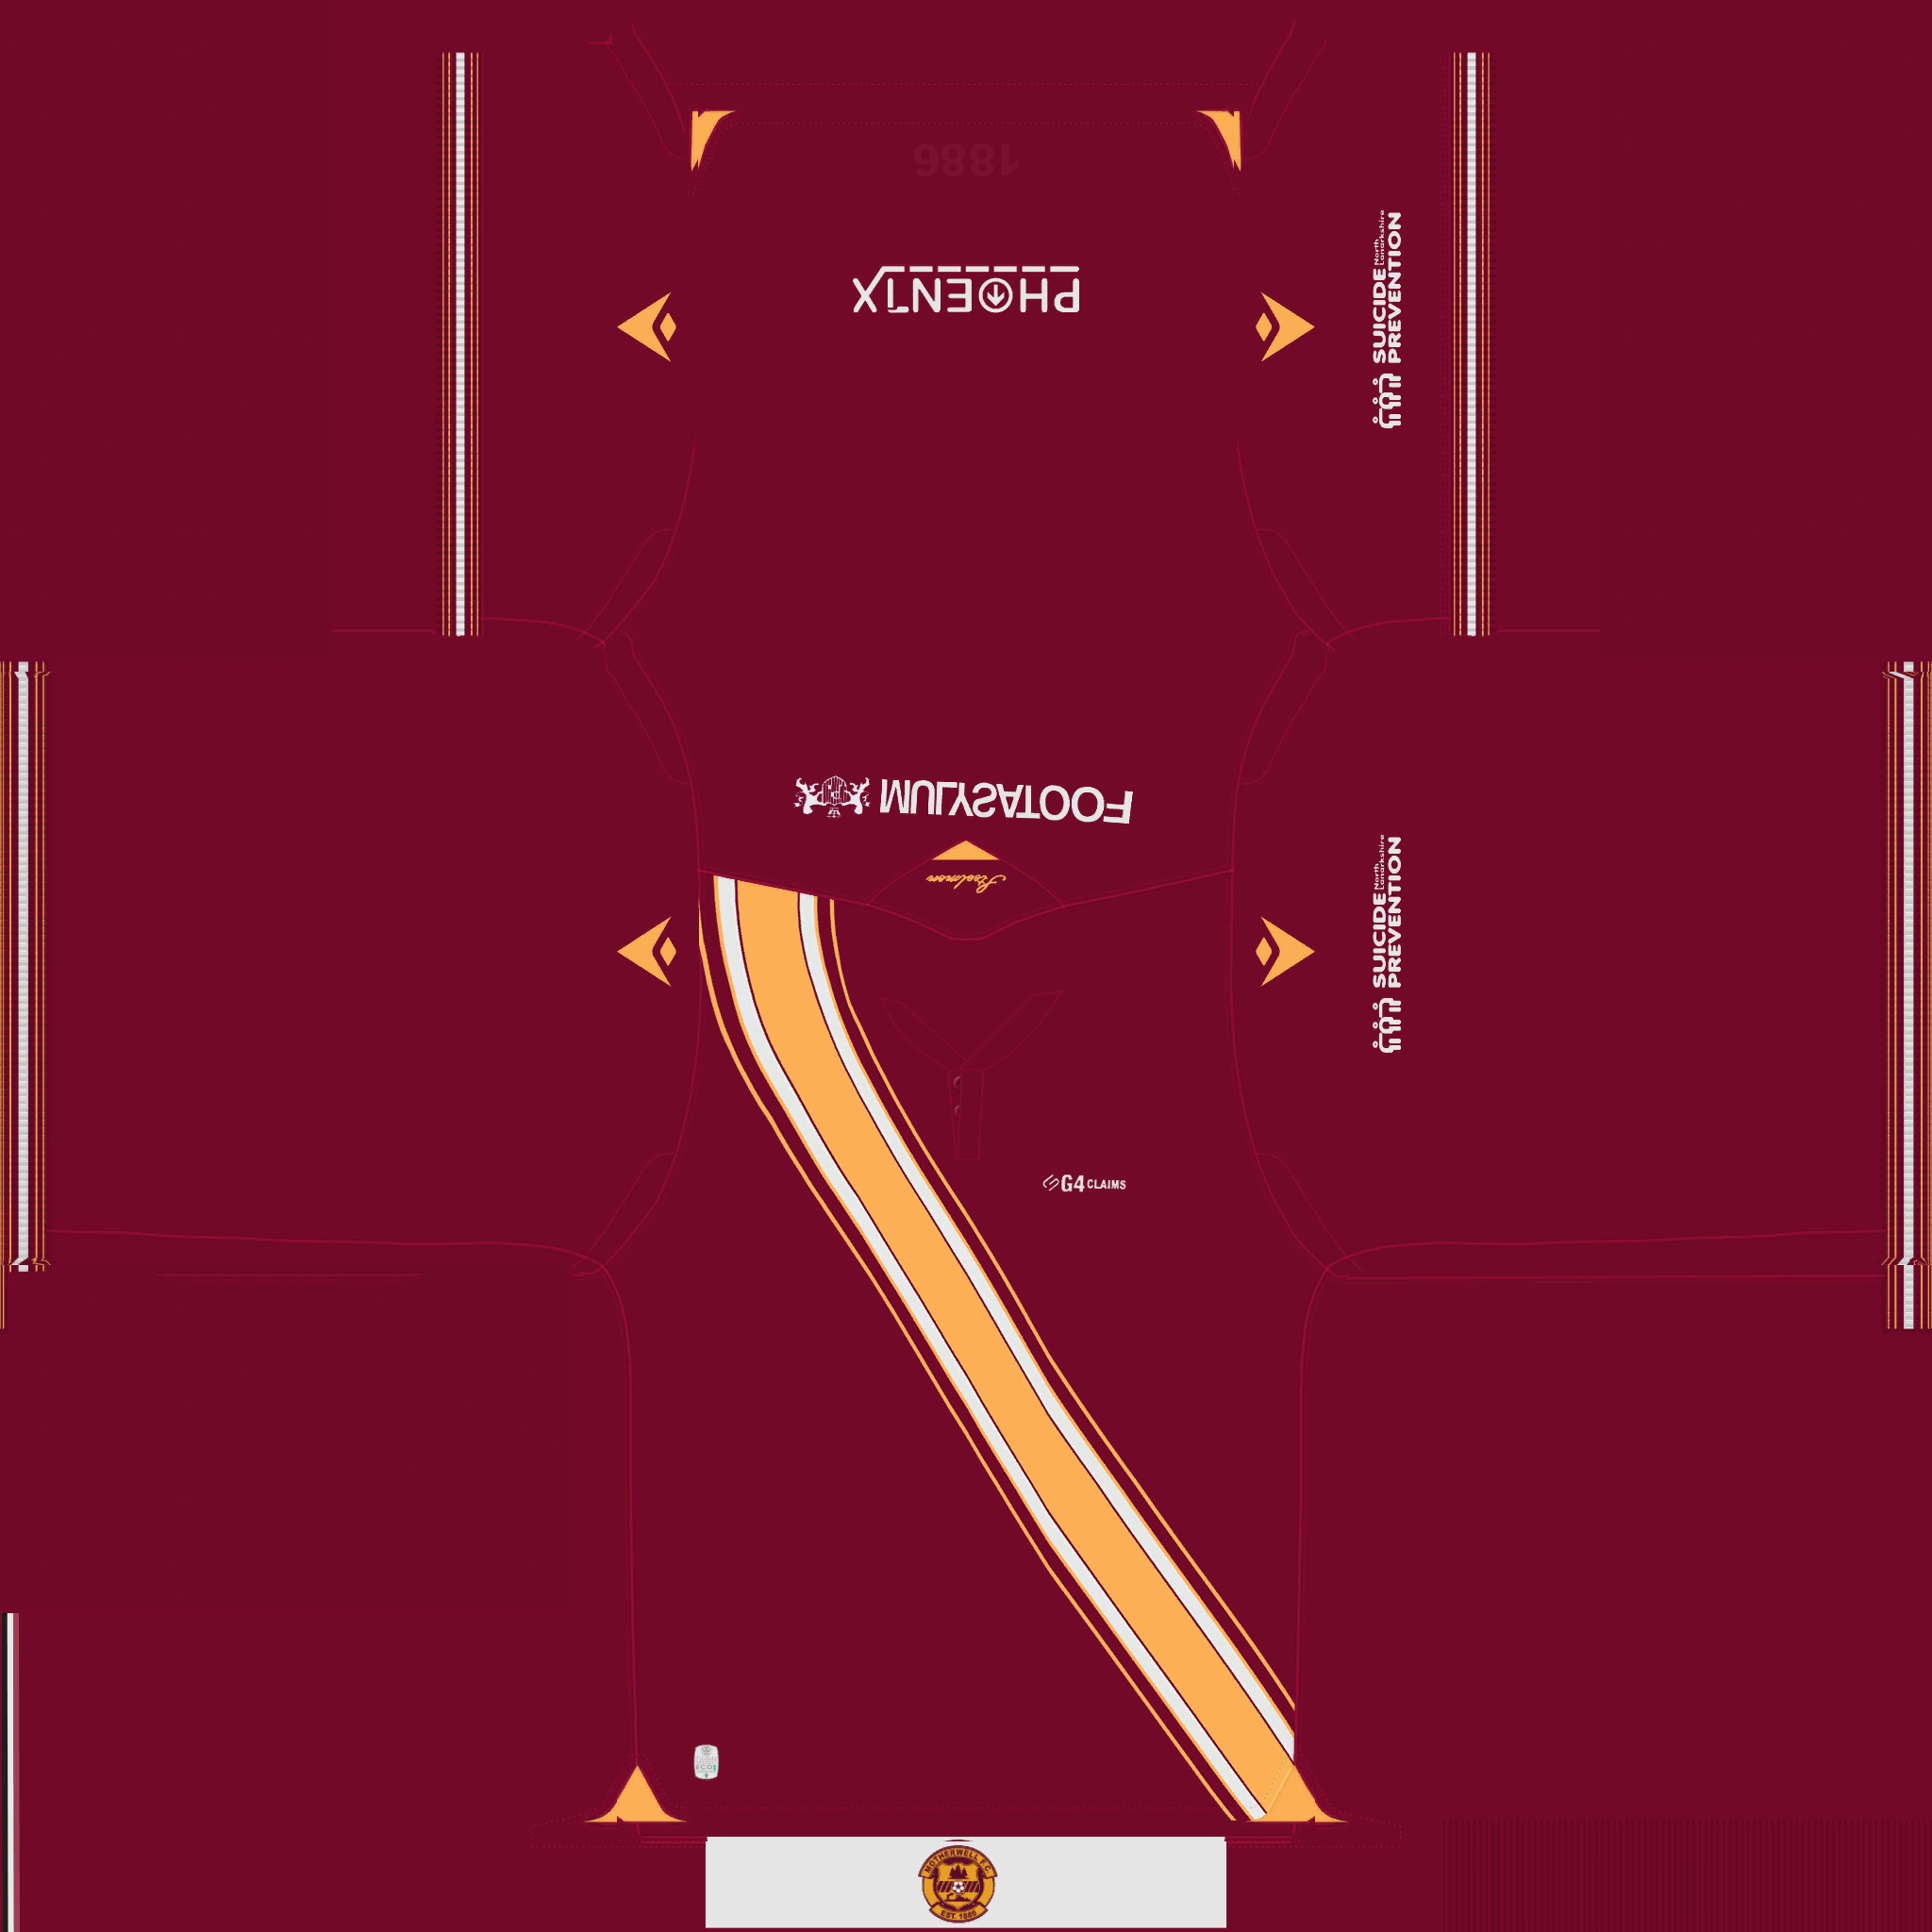 1886
PHOENIX
North
Lanarkshire
SUICIDE
PREVENTION
FOOTASYLUM
North
Lanarkshire
SUICIDE
PREVENTION
G4 CLAIMS
MOTHERWELL F.C.
EST. 1886